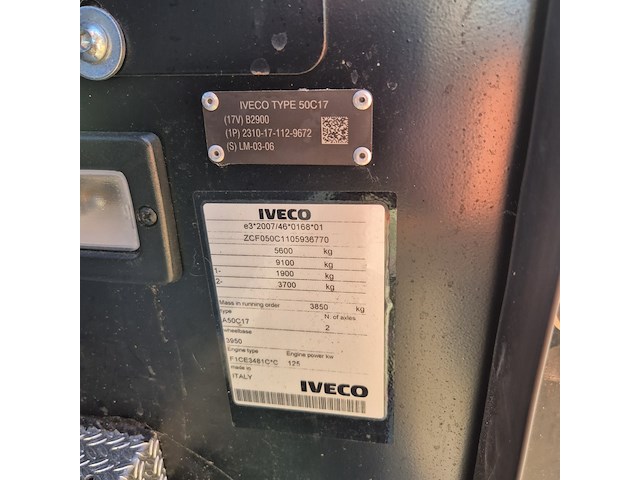 IVECO TYPE 50C17
(17V) B2900
(1P) 2310-17-112-9672
(S) LM-03-06
IVECO
e3*2007/46*0168*01
ZCF050C1105936770
5600 kg
9100 kg
1- 1900 kg
2- 3700 kg
Mass in running order 3850 kg
type N. of axles
A50C17 2
wheelbase
3950
Engine type Engine power kw
F1CE3481C*C 125
made in
ITALY IVECO